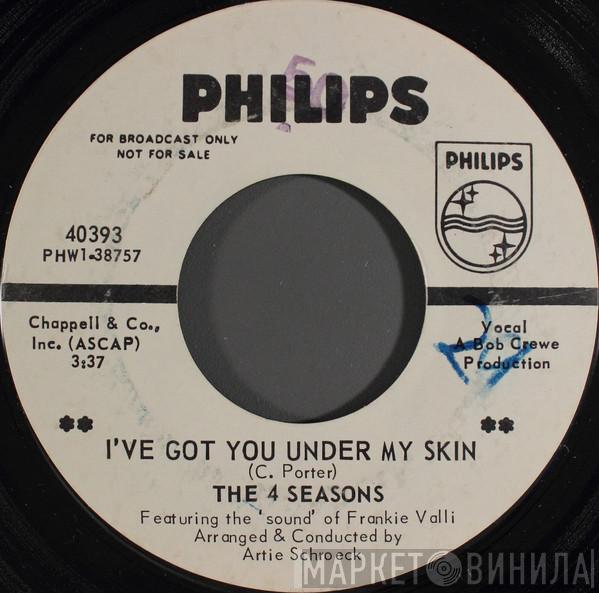 50
PHILIPS
FOR BROADCAST ONLY
NOT FOR SALE
PHILIPS
40393
PHW1-38757
Chappell & Co.,
Inc. (ASCAP)
3:37
Vocal
A Bob Crewe
Production
** **
I'VE GOT YOU UNDER MY SKIN
(C. Porter)
THE 4 SEASONS
Featuring the 'sound' of Frankie Valli
Arranged & Conducted by
Artie Schroeck
МАРКЕТ ВИНИЛА